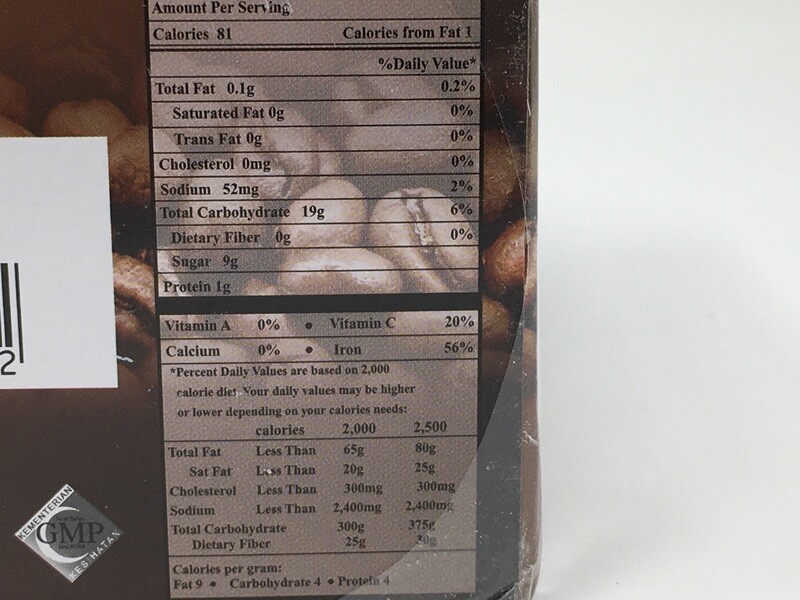 Amount Per Serving
Calories 81 Calories from Fat 1
%Daily Value*
Total Fat 0.1g 0.2%
Saturated Fat 0g 0%
Trans Fat 0g 0%
Cholesterol 0mg 0%
Sodium 52mg 2%
Total Carbohydrate 19g 6%
Dietary Fiber 0g 0%
Sugar 9g
Protein 1g
Vitamin A 0% • Vitamin C 20%
Calcium 0% • Iron 56%
*Percent Daily Values are based on 2,000
calorie diet. Your daily values may be higher
or lower depending on your calories needs:
calories 2,000 2,500
Total Fat Less Than 65g 80g
Sat Fat Less Than 20g 25g
Cholesterol Less Than 300mg 300mg
Sodium Less Than 2,400mg 2,400mg
Total Carbohydrate 300g 375g
Dietary Fiber 25g 30g
Calories per gram:
Fat 9 • Carbohydrate 4 • Protein 4
2
KEMENTERIAN
GMP
KESIHATAN